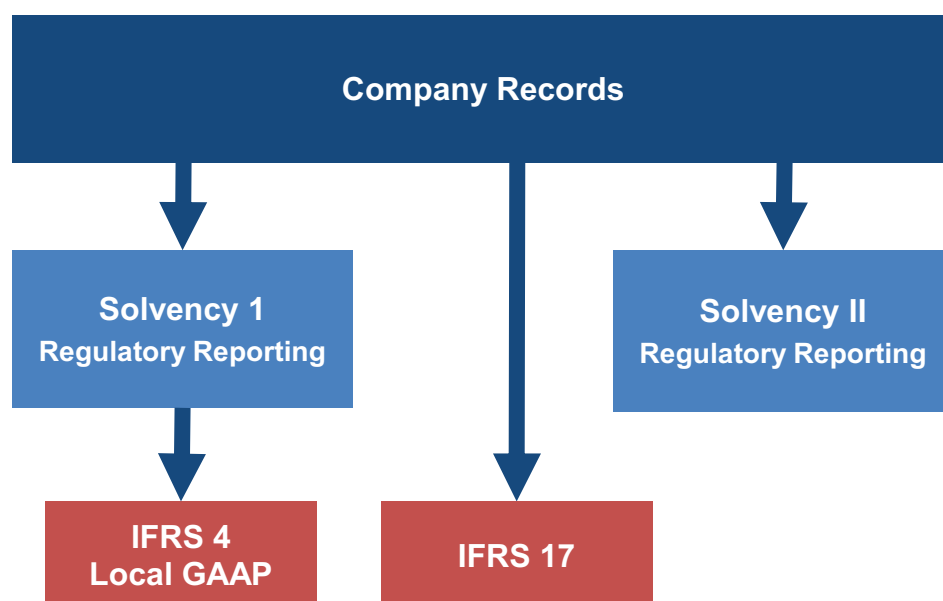 Company Records
Solvency 1
Regulatory Reporting
Solvency II
Regulatory Reporting
IFRS 4
Local GAAP
IFRS 17